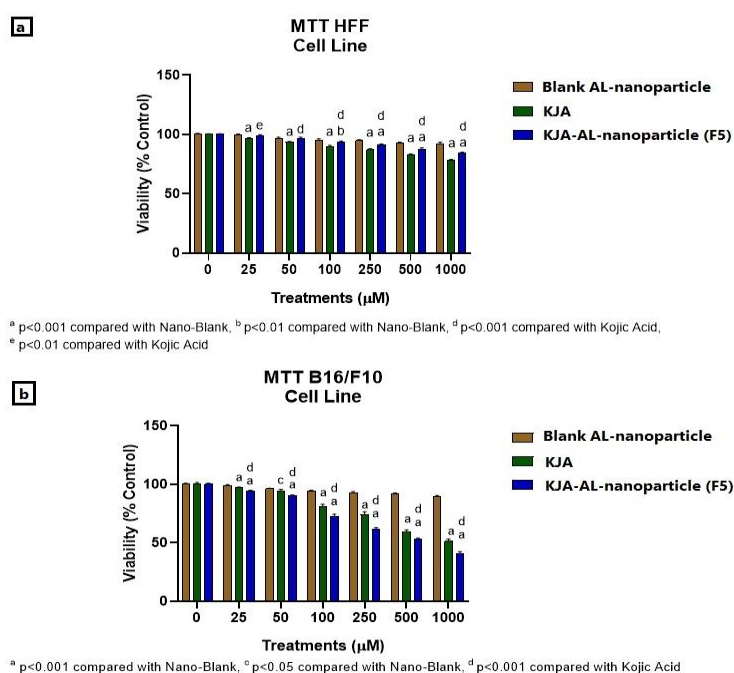 a
MTT HFF
Cell Line
150
100
50
0
Viability (% Control)
a e
a d
d
a b
d
a a
d
a a
d
a a
0 25 50 100 250 500 1000
Treatments (μM)
Blank AL-nanoparticle
KJA
KJA-AL-nanoparticle (F5)
a p<0.001 compared with Nano-Blank, b p<0.01 compared with Nano-Blank, d p<0.001 compared with Kojic Acid,
e p<0.01 compared with Kojic Acid
b
MTT B16/F10
Cell Line
150
100
50
0
Viability (% Control)
d
a a
d
c a
d
a a
d
a a
d
a a
d
a a
0 25 50 100 250 500 1000
Treatments (μM)
Blank AL-nanoparticle
KJA
KJA-AL-nanoparticle (F5)
a p<0.001 compared with Nano-Blank, c p<0.05 compared with Nano-Blank, d p<0.001 compared with Kojic Acid